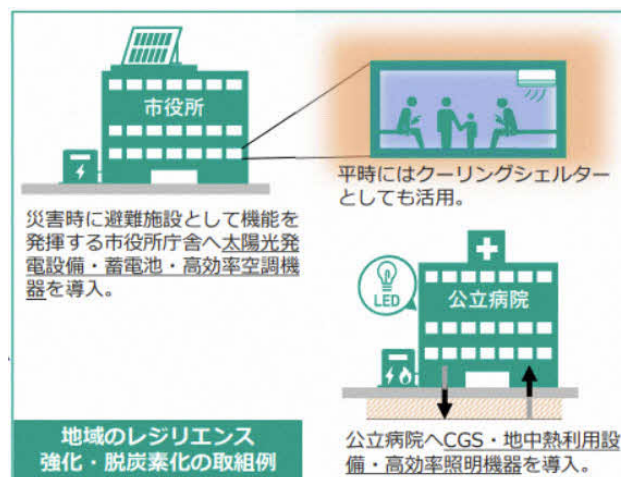 市役所
平時にはクーリングシェルター
としても活用。
災害時に避難施設として機能を
発揮する市役所庁舎へ太陽光発
電設備・蓄電池・高効率空調機
器を導入。
LED
公立病院
公立病院へCGS・地中熱利用設
備・高効率照明機器を導入。
地域のレジリエンス
強化・脱炭素化の取組例